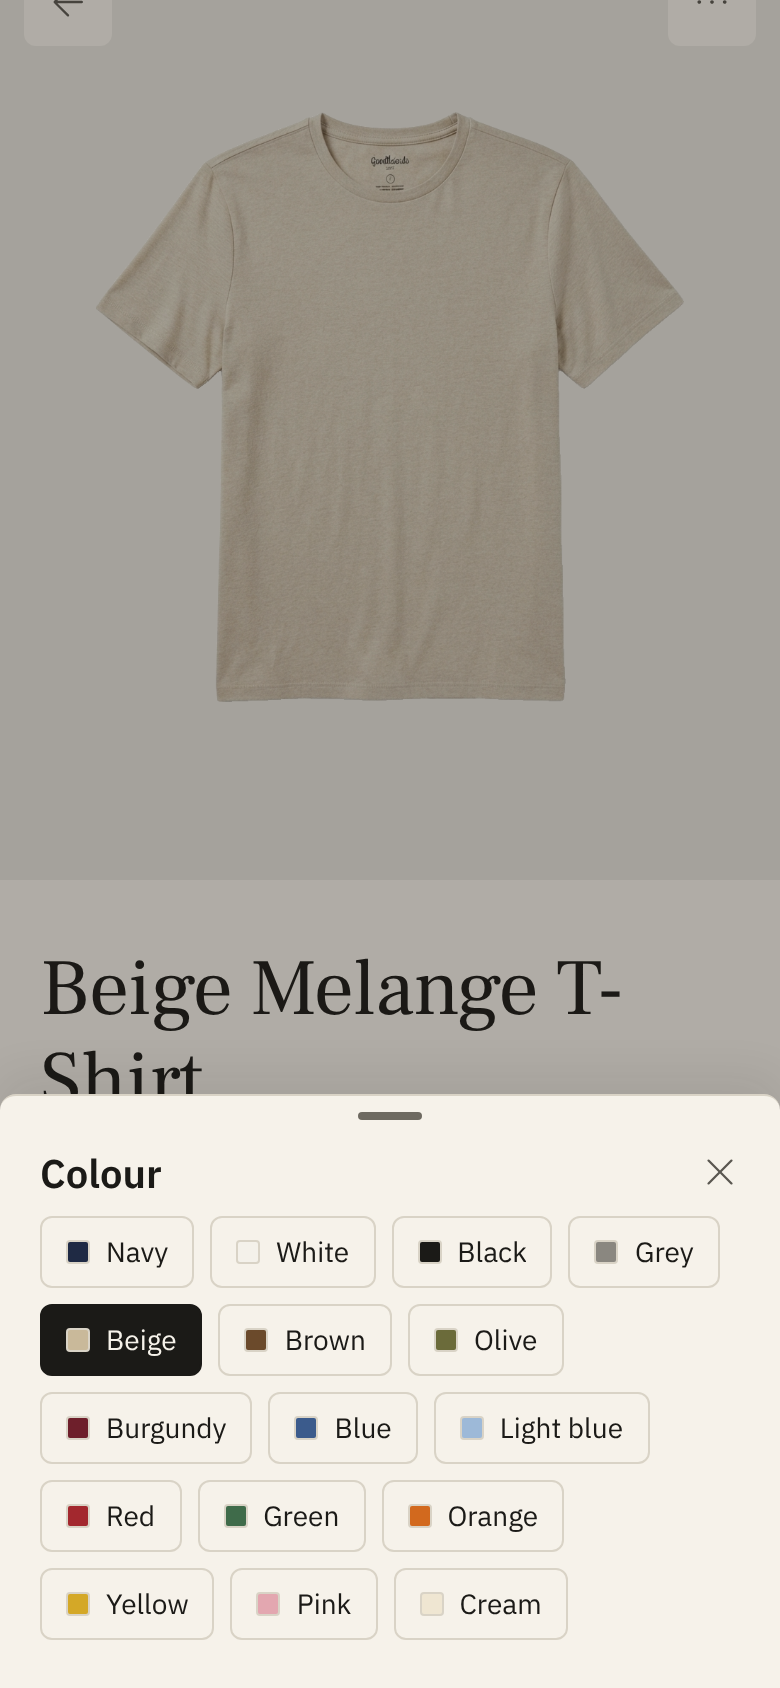 Goodthreads
Beige Melange T-
Shirt
Colour
Navy
White
Black
Grey
Beige
Brown
Olive
Burgundy
Blue
Light blue
Red
Green
Orange
Yellow
Pink
Cream